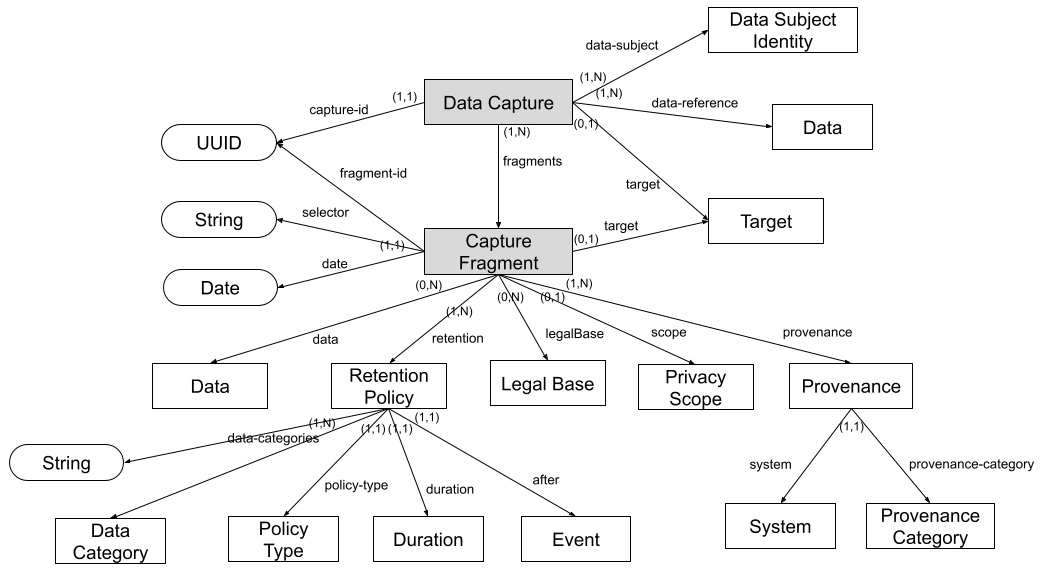 Data Subject
Identity
data-subject
(1,N)
(1,1)
Data Capture
(1,N)
data-reference
capture-id
(0,1)
Data
UUID
(1,N)
fragments
fragment-id
target
String
selector
Target
target
(1,1)
Capture
Fragment
(0,1)
date
Date
(0,N)
(1,N)
(0,N)
(0,1)
(1,N)
data
retention
legalBase
scope
provenance
Data
Retention
Policy
Legal Base
Privacy
Scope
Provenance
(1,N)
(1,1)
(1,1)
(1,1)
(1,1)
data-categories
String
policy-type
duration
after
system
provenance-category
Data
Category
Policy
Type
Duration
Event
System
Provenance
Category